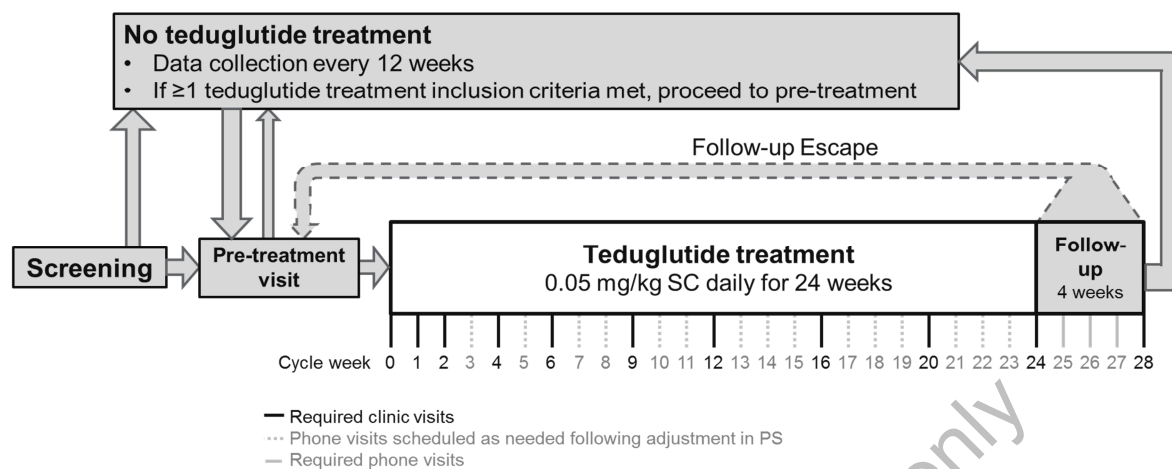 No teduglutide treatment
• Data collection every 12 weeks
• If ≥1 teduglutide treatment inclusion criteria met, proceed to pre-treatment
Follow-up Escape
Screening
Pre-treatment
visit
Teduglutide treatment
0.05 mg/kg SC daily for 24 weeks
Follow-
up
4 weeks
Cycle week 0 1 2 3 4 5 6 7 8 9 10 11 12 13 14 15 16 17 18 19 20 21 22 23 24 25 26 27 28
Required clinic visits
Phone visits scheduled as needed following adjustment in PS
Required phone visits
only